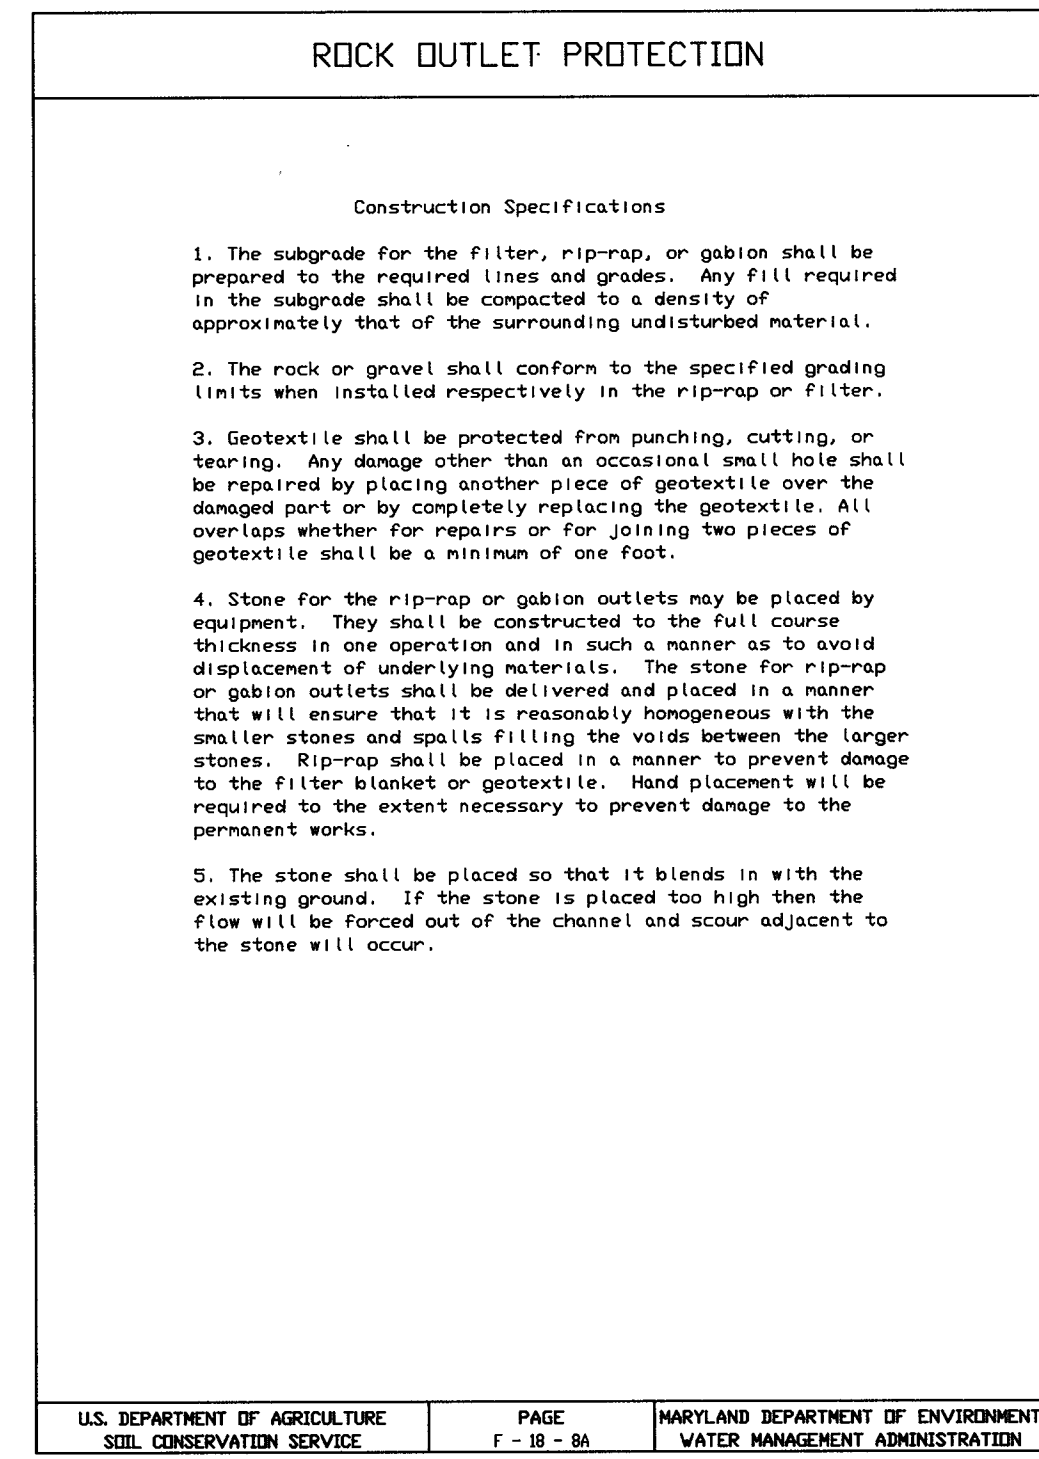 ROCK OUTLET PROTECTION
Construction Specifications
1. The subgrade for the filter, rip-rap, or gabion shall be
prepared to the required lines and grades. Any fill required
in the subgrade shall be compacted to a density of
approximately that of the surrounding undisturbed material.
2. The rock or gravel shall conform to the specified grading
limits when installed respectively in the rip-rap or filter.
3. Geotextile shall be protected from punching, cutting, or
tearing. Any damage other than an occasional small hole shall
be repaired by placing another piece of geotextile over the
damaged part or by completely replacing the geotextile. All
overlaps whether for repairs or for joining two pieces of
geotextile shall be a minimum of one foot.
4. Stone for the rip-rap or gabion outlets may be placed by
equipment. They shall be constructed to the full course
thickness in one operation and in such a manner as to avoid
displacement of underlying materials. The stone for rip-rap
or gabion outlets shall be delivered and placed in a manner
that will ensure that it is reasonably homogeneous with the
smaller stones and spalls filling the voids between the larger
stones. Rip-rap shall be placed in a manner to prevent damage
to the filter blanket or geotextile. Hand placement will be
required to the extent necessary to prevent damage to the
permanent works.
5. The stone shall be placed so that it blends in with the
existing ground. If the stone is placed too high then the
flow will be forced out of the channel and scour adjacent to
the stone will occur.
U.S. DEPARTMENT OF AGRICULTURE
SOIL CONSERVATION SERVICE
PAGE
F - 18 - 8A
MARYLAND DEPARTMENT OF ENVIRONMENT
WATER MANAGEMENT ADMINISTRATION